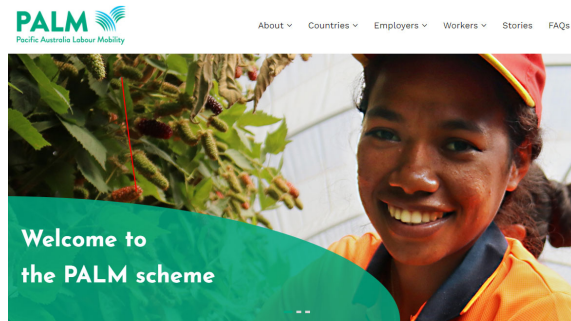 PALM
Pacific Australia Labour Mobility
About
Countries
Employers
Workers
Stories
FAQs
Welcome to
the PALM scheme